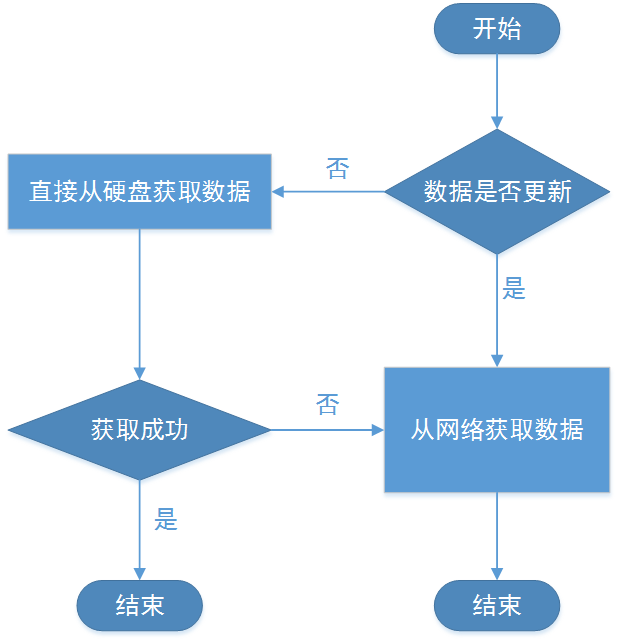 开始
数据是否更新
否
直接从硬盘获取数据
是
获取成功
否
从网络获取数据
是
结束
结束